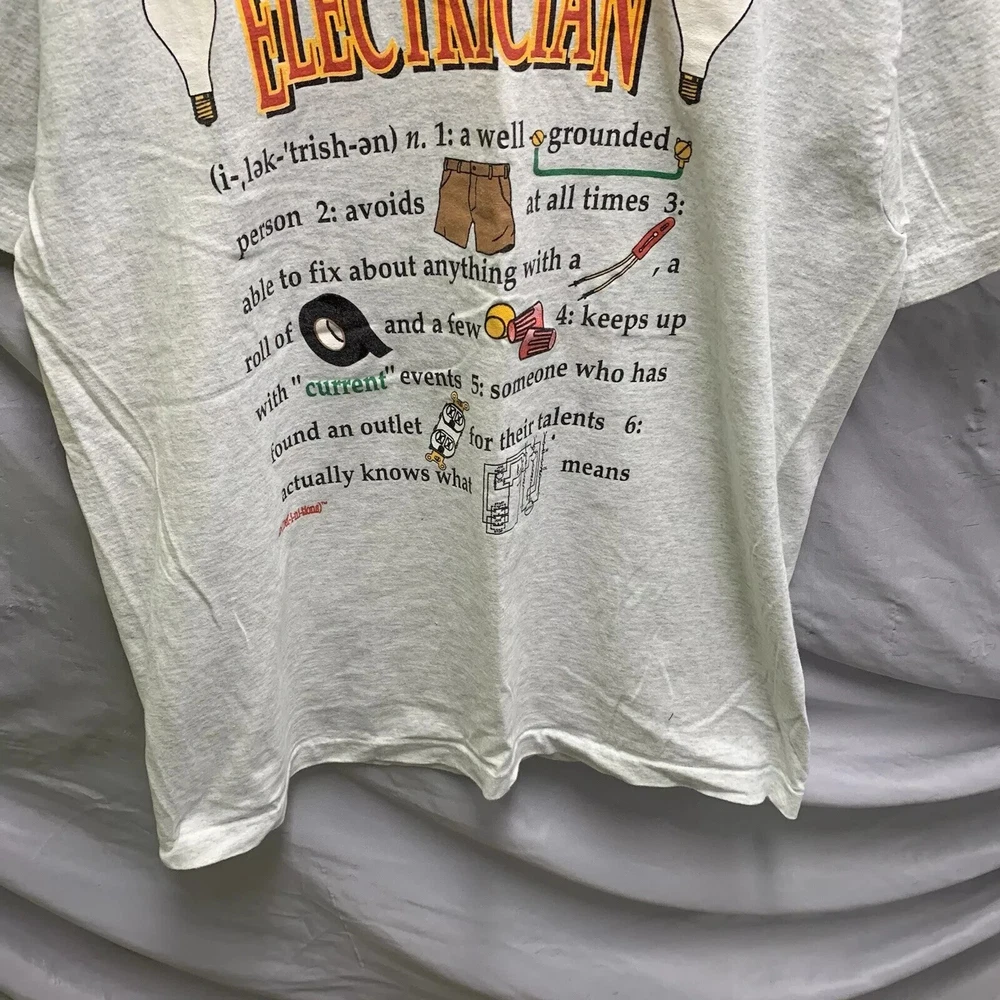 ELECTRICIAN
(i-ˌlək-'trish-ən) n. 1: a well grounded
person 2: avoids at all times 3:
able to fix about anything with a , a
roll of and a few 4: keeps up
with "current" events 5: someone who has
found an outlet for their talents 6:
actually knows what means